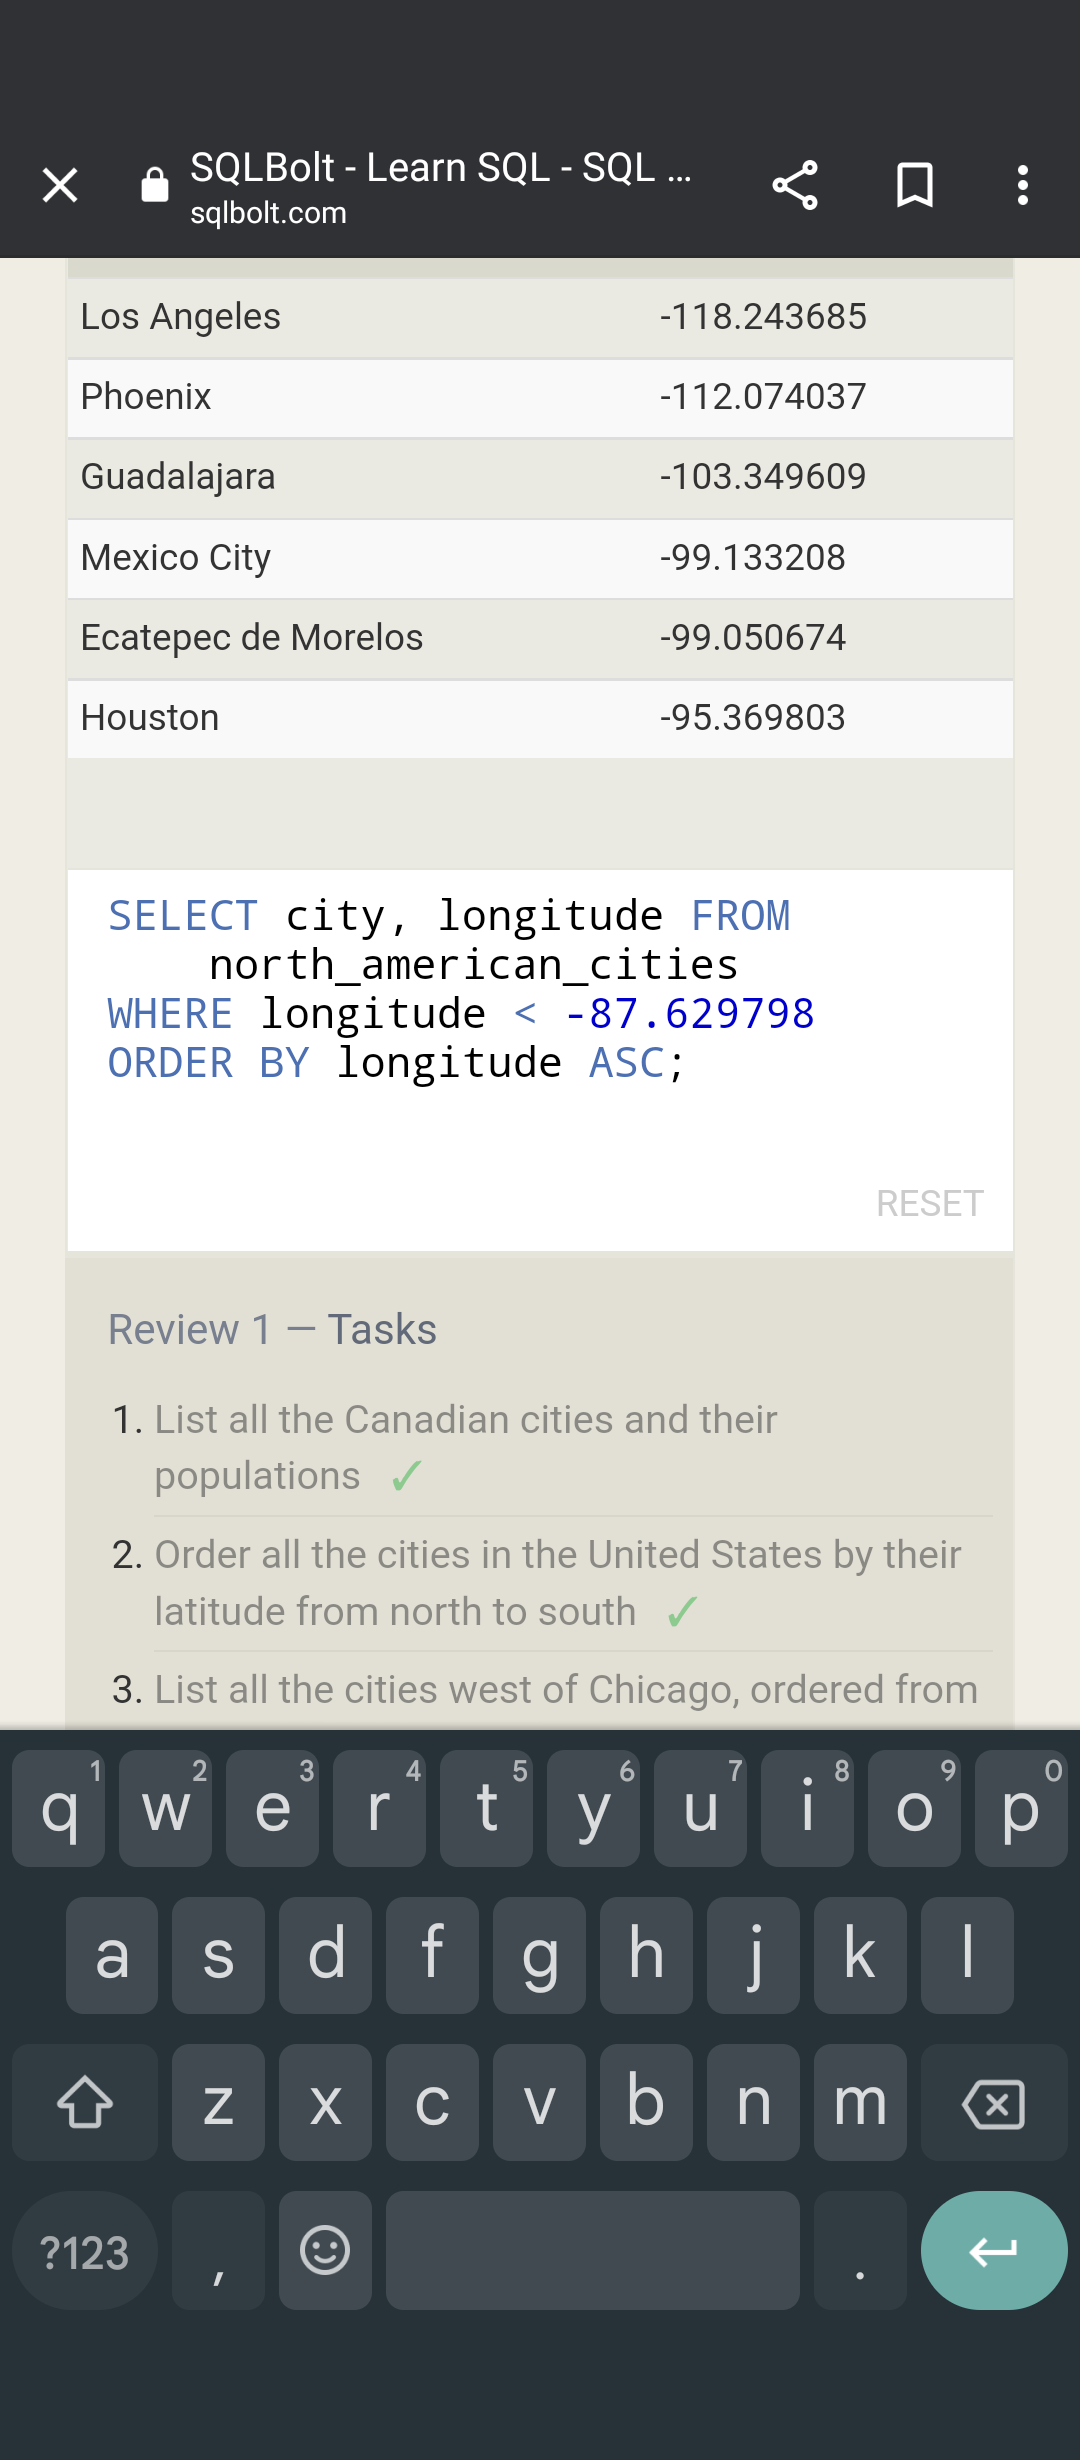 SQLBolt - Learn SQL - SQL ...
sqlbolt.com
Los Angeles -118.243685
Phoenix -112.074037
Guadalajara -103.349609
Mexico City -99.133208
Ecatepec de Morelos -99.050674
Houston -95.369803
SELECT city, longitude FROM
north_american_cities
WHERE longitude < -87.629798
ORDER BY longitude ASC;
RESET
Review 1 — Tasks
1. List all the Canadian cities and their
populations ✓
2. Order all the cities in the United States by their
latitude from north to south ✓
3. List all the cities west of Chicago, ordered from
1 2 3 4 5 6 7 8 9 0
q w e r t y u i o p
a s d f g h j k l
z x c v b n m
?123 , .